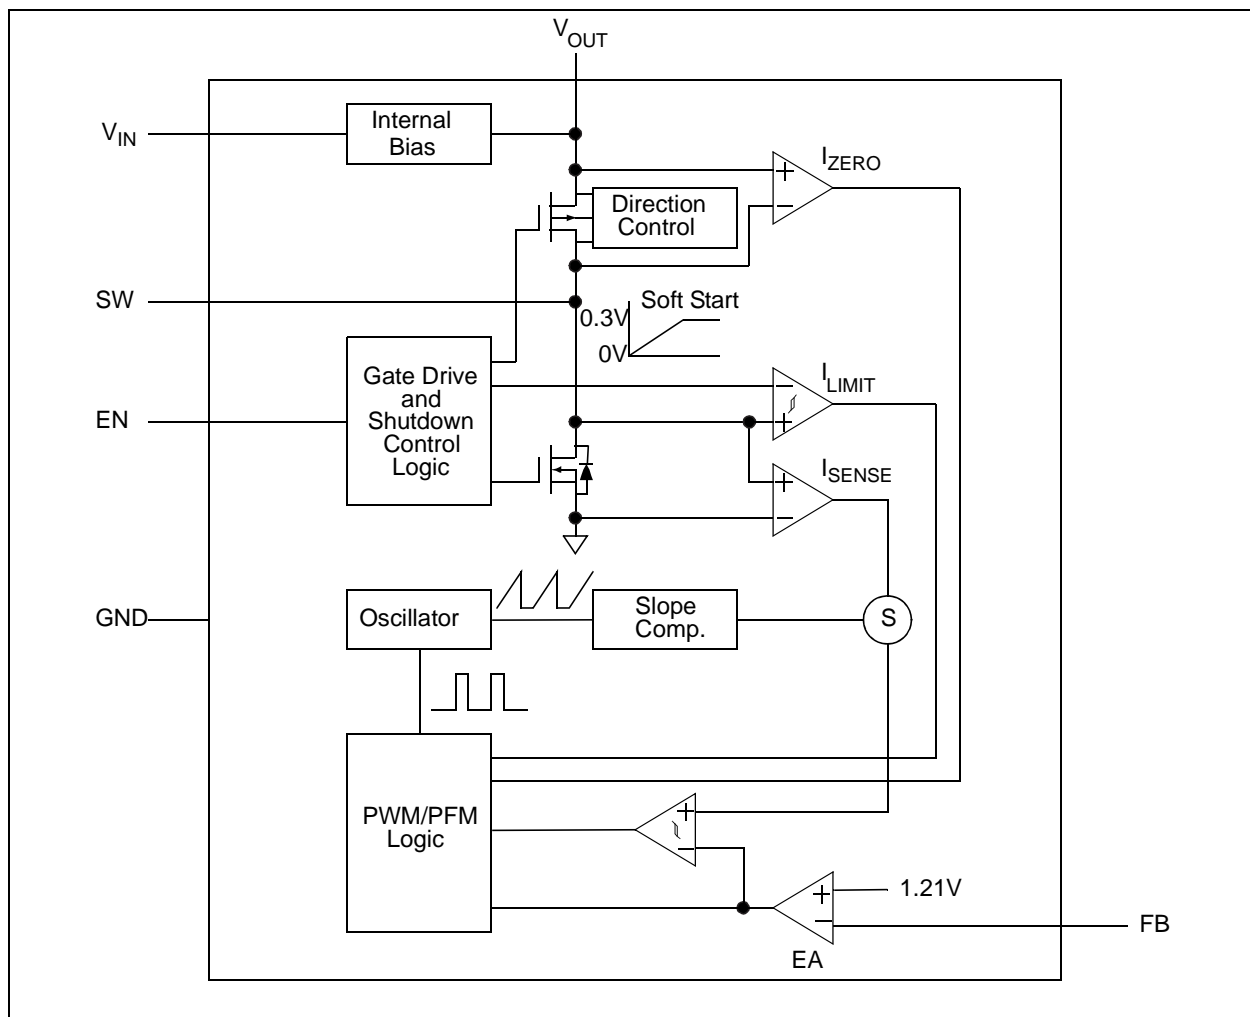 VOUT
VIN
Internal
Bias
IZERO
+
−
Direction
Control
SW
Soft Start
0.3V
0V
Gate Drive
and
Shutdown
Control
Logic
EN
ILIMIT
−
+
ISENSE
+
−
GND
Oscillator
Slope
Comp.
S
PWM/PFM
Logic
+
−
+
−
1.21V
FB
EA